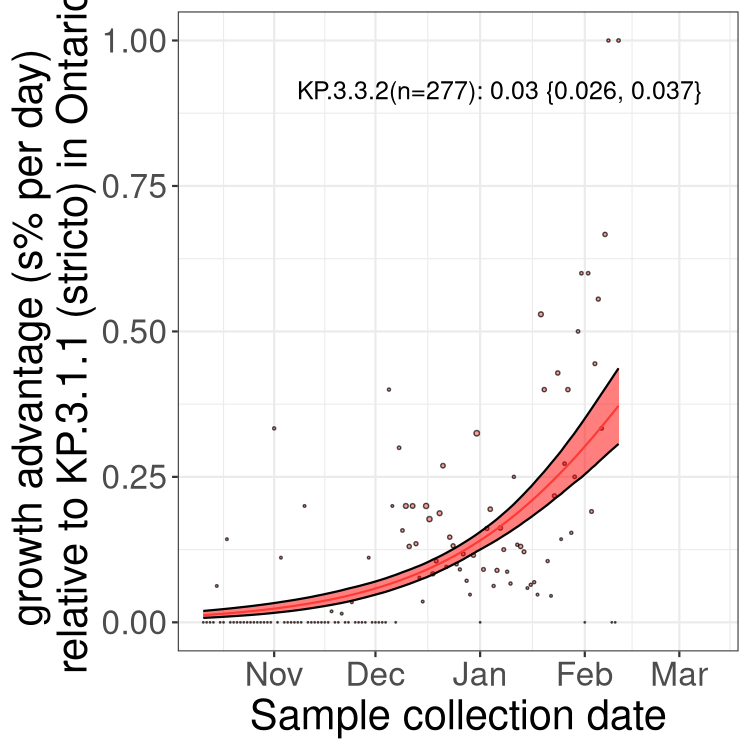 growth advantage (s% per day)
relative to KP.3.1.1 (stricto) in Ontario
1.00
0.75
0.50
0.25
0.00
KP.3.3.2(n=277): 0.03 {0.026, 0.037}
Nov Dec Jan Feb Mar
Sample collection date